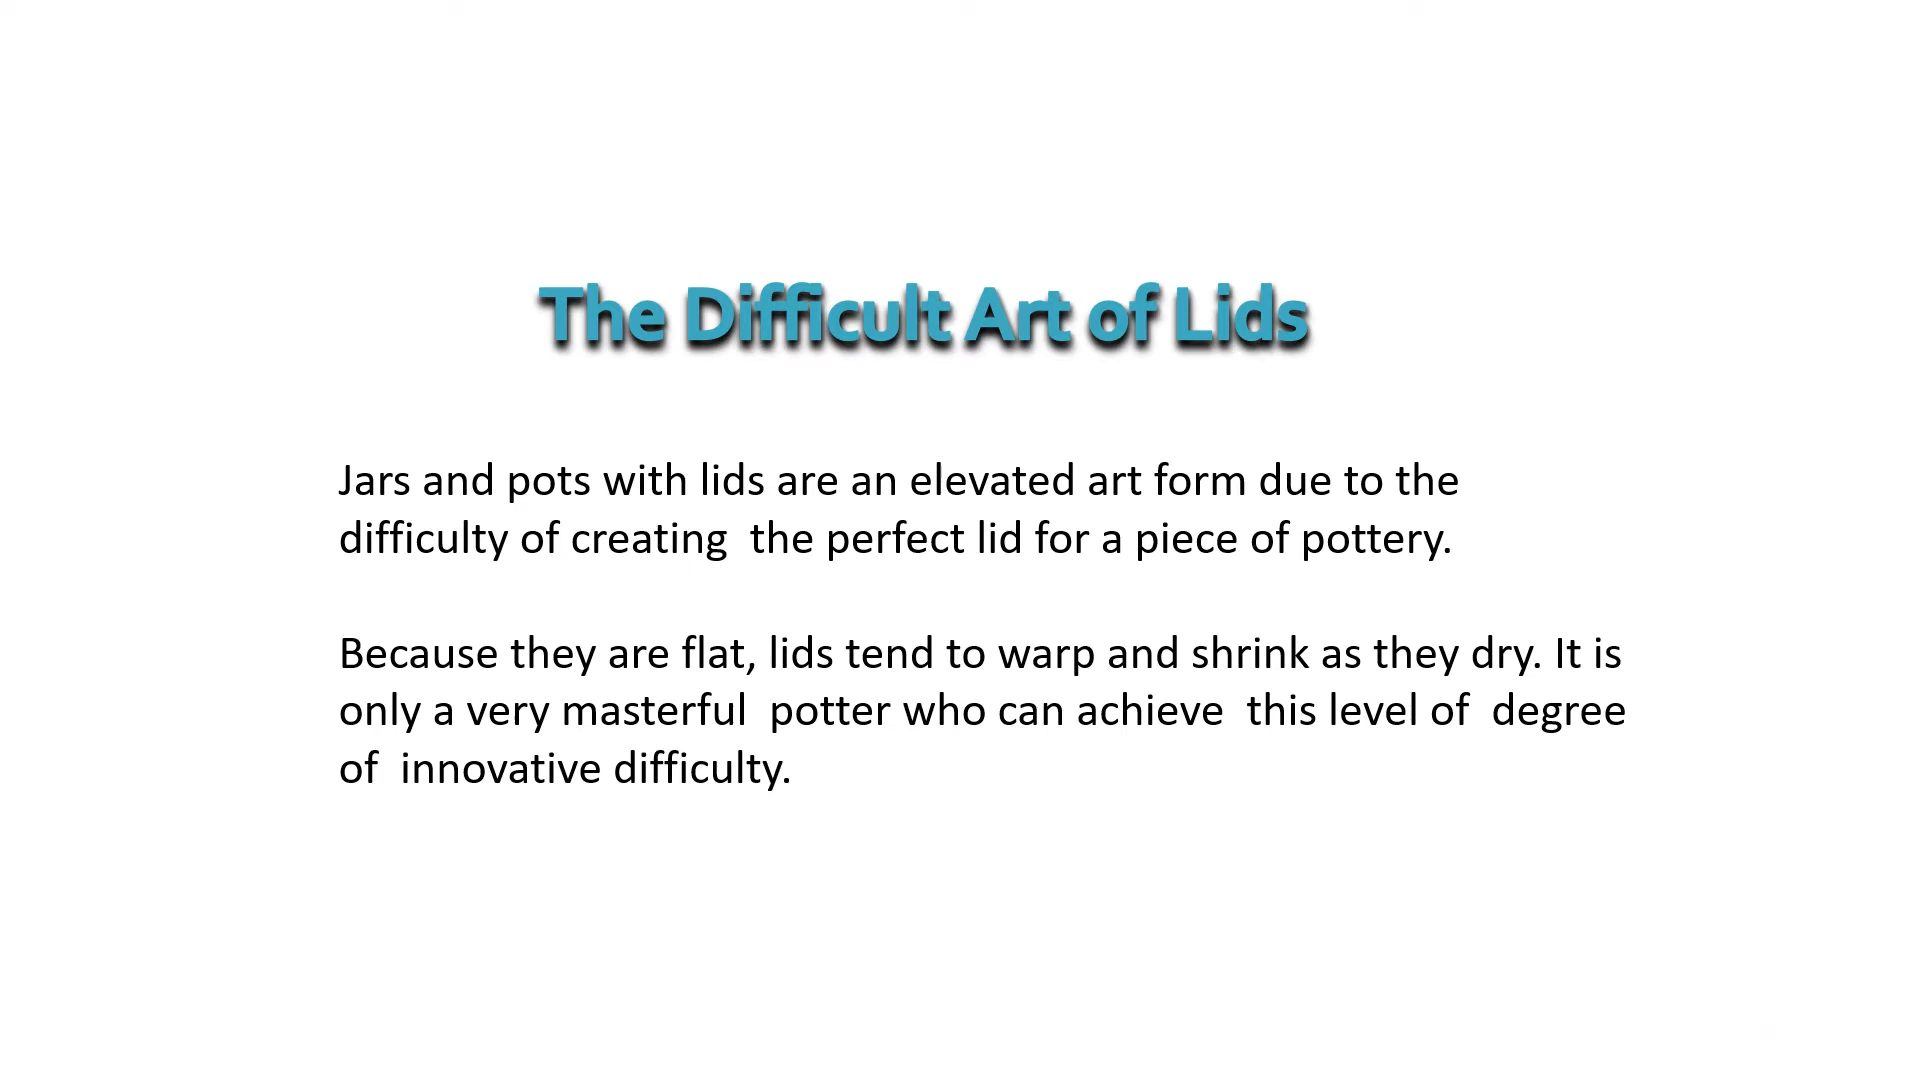 The Difficult Art of Lids
Jars and pots with lids are an elevated art form due to the
difficulty of creating  the perfect lid for a piece of pottery.
Because they are flat, lids tend to warp and shrink as they dry. It is
only a very masterful  potter who can achieve  this level of  degree
of  innovative difficulty.